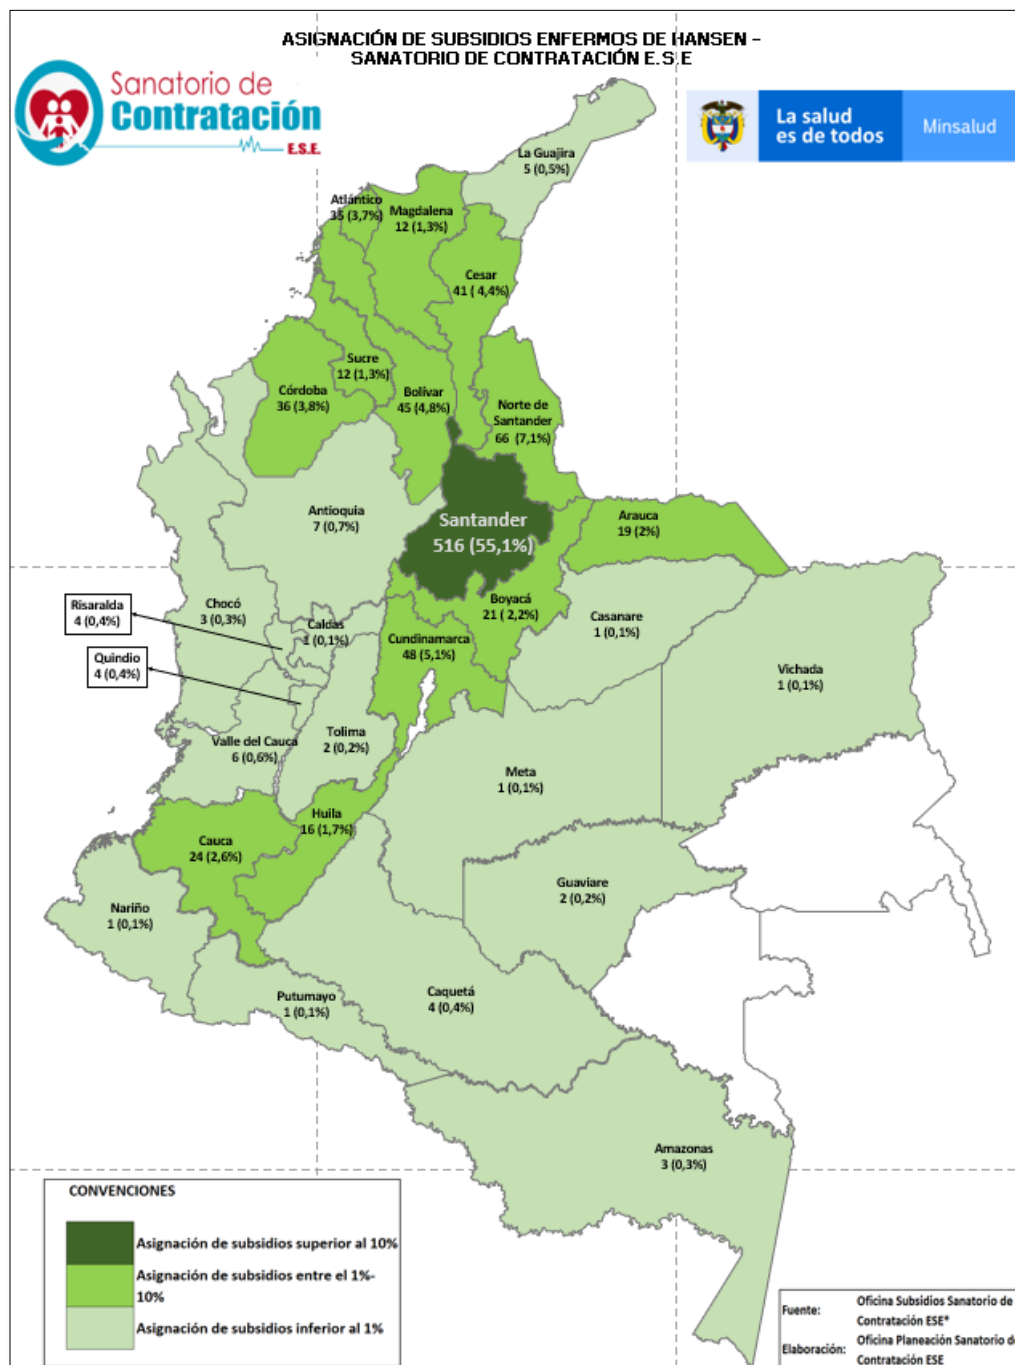 ASIGNACIÓN DE SUBSIDIOS ENFERMOS DE HANSEN –
SANATORIO DE CONTRATACIÓN E.S.E
Sanatorio de
Contratación
E.S.E.
La salud
es de todos
Minsalud
La Guajira
5 (0,5%)
Atlántico
35 (3,7%)
Magdalena
12 (1,3%)
Cesar
41 ( 4,4%)
Sucre
12 (1,3%)
Córdoba
36 (3,8%)
Bolívar
45 (4,8%)
Norte de
Santander
66 (7,1%)
Antioquia
7 (0,7%)
Santander
516 (55,1%)
Arauca
19 (2%)
Risaralda
4 (0,4%)
Chocó
3 (0,3%)
Caldas
1 (0,1%)
Boyacá
21 ( 2,2%)
Casanare
1 (0,1%)
Cundinamarca
48 (5,1%)
Quindio
4 (0,4%)
Vichada
1 (0,1%)
Valle del Cauca
6 (0,6%)
Tolima
2 (0,2%)
Meta
1 (0,1%)
Huila
16 (1,7%)
Cauca
24 (2,6%)
Guaviare
2 (0,2%)
Nariño
1 (0,1%)
Putumayo
1 (0,1%)
Caquetá
4 (0,4%)
Amazonas
3 (0,3%)
CONVENCIONES
Asignación de subsidios superior al 10%
Asignación de subsidios entre el 1%-
10%
Asignación de subsidios inferior al 1%
Fuente: Oficina Subsidios Sanatorio de
Contratación ESE*
Elaboración: Oficina Planeación Sanatorio de
Contratación ESE